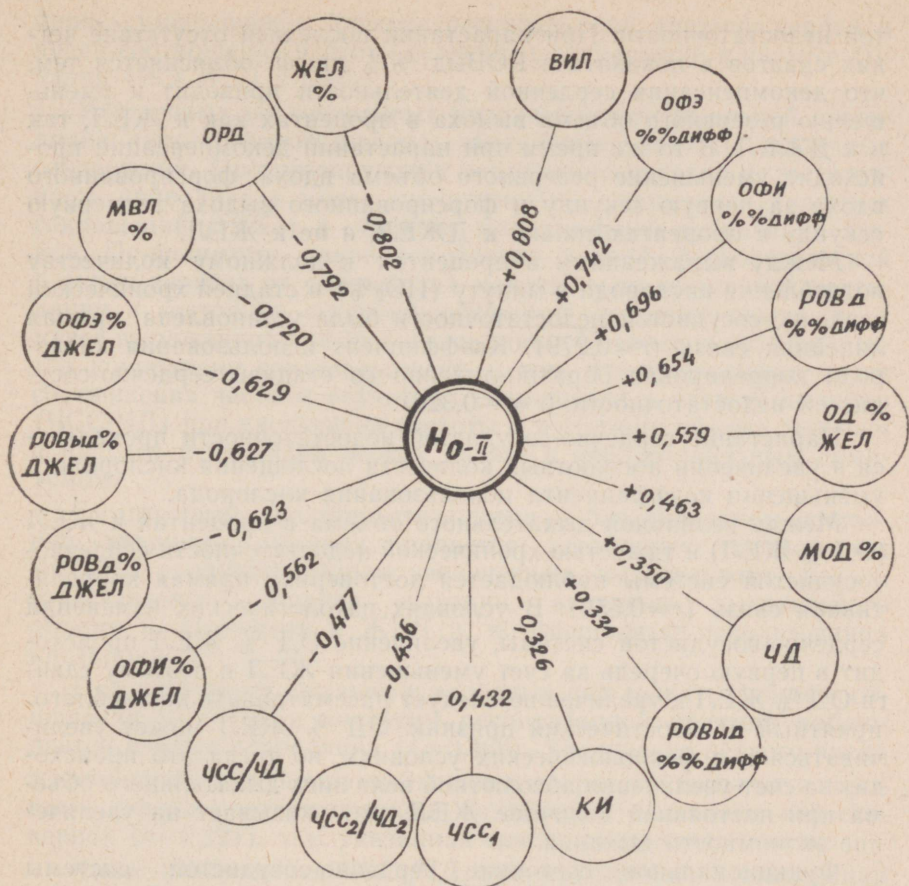 ЖЕЛ
%
ВИЛ
ОФЭ
%%дифф
ОФИ
%%дифф
РОВд
%%дифф
ОД%
ЖЕЛ
МОД%
ЧД
РОВыд
%%дифф
КИ
ЧСС₁
ЧСС₂/ЧД₂
ЧСС/ЧД
ОФИ%
ДЖЕЛ
РОВд%
ДЖЕЛ
РОВыд%
ДЖЕЛ
ОФЭ%
ДЖЕЛ
МВЛ
%
ОРД
-0,802
+0,808
+0,742
+0,696
+0,654
+0,559
+0,463
+0,350
-0,331
-0,326
-0,432
-0,436
-0,477
-0,562
-0,623
-0,627
-0,629
-0,720
-0,792
Н₀₋II